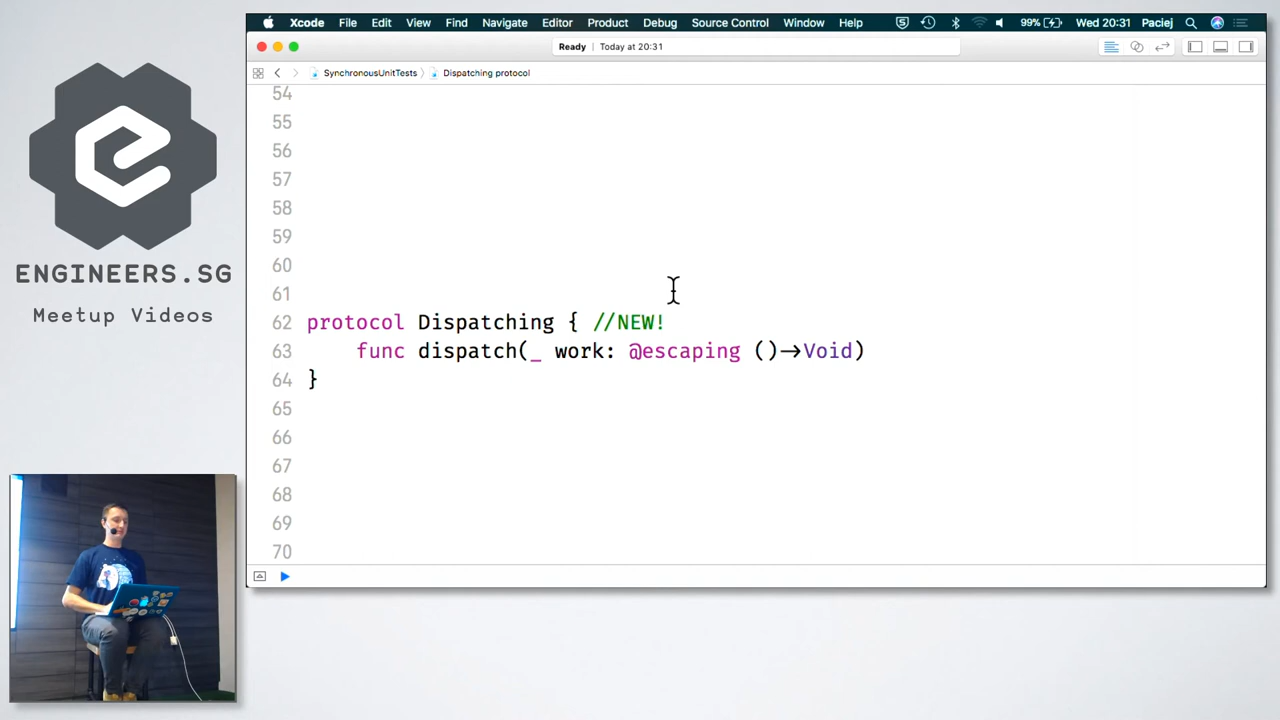 Xcode File Edit View Find Navigate Editor Product Debug Source Control Window Help 99% Wed 20:31 Paciej
Ready | Today at 20:31
SynchronousUnitTests Dispatching protocol
54
55
56
57
58
59
60
61
62 protocol Dispatching { //NEW!
63 func dispatch(_ work: @escaping ()->Void)
64 }
65
66
67
68
69
70
ENGINEERS.SG
Meetup Videos